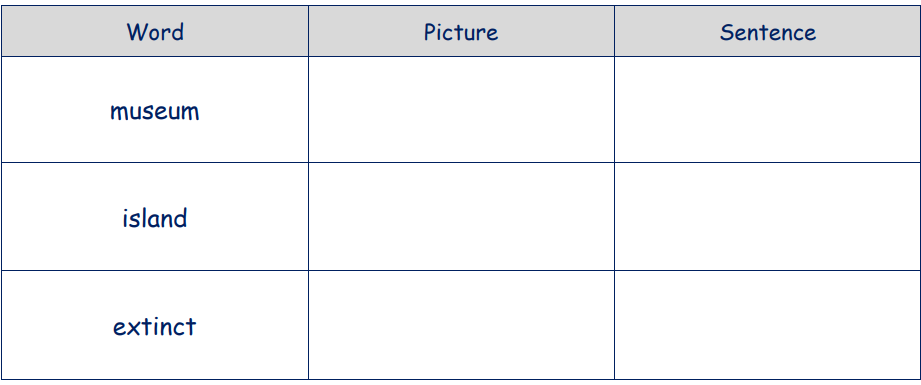 Word Picture Sentence
museum
island
extinct